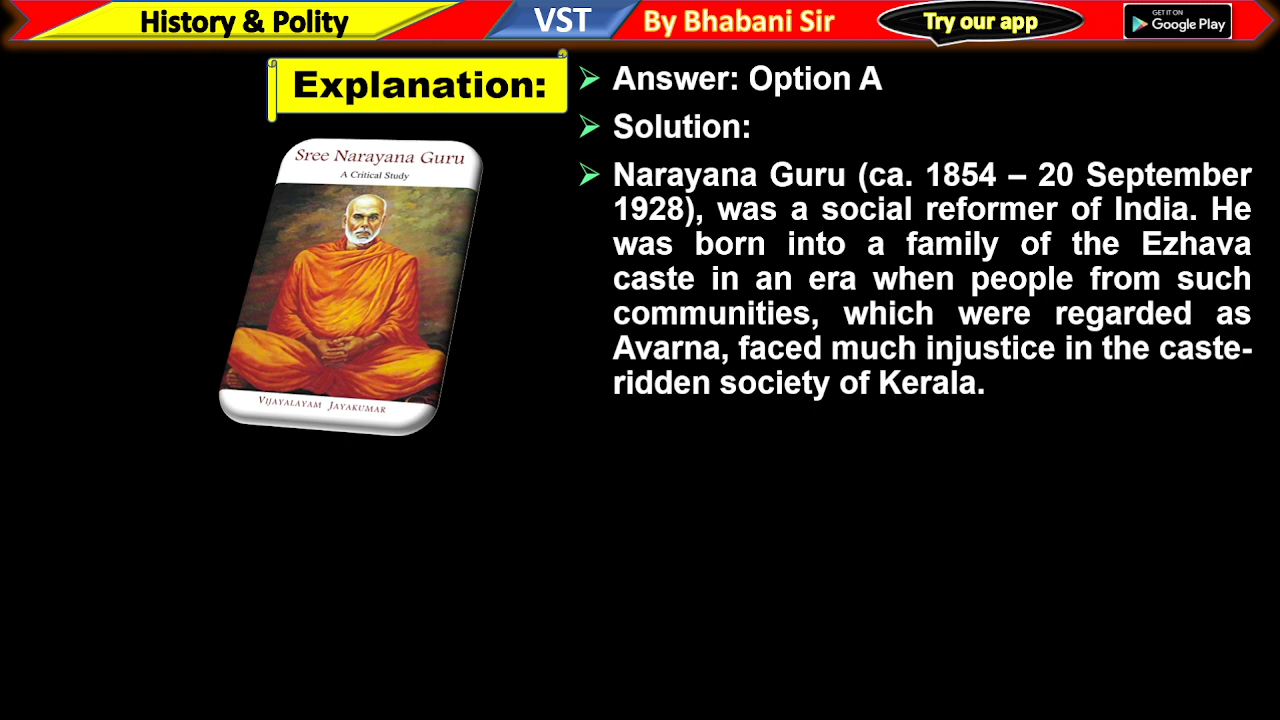 History & Polity
VST
By Bhabani Sir
Try our app
GET IT ON
Google Play
Explanation:
Answer: Option A
Solution:
Narayana Guru (ca. 1854 – 20 September
1928), was a social reformer of India. He
was born into a family of the Ezhava
caste in an era when people from such
communities, which were regarded as
Avarna, faced much injustice in the caste-
ridden society of Kerala.
Sree Narayana Guru
A Critical Study
Vijayalayam Jayakumar